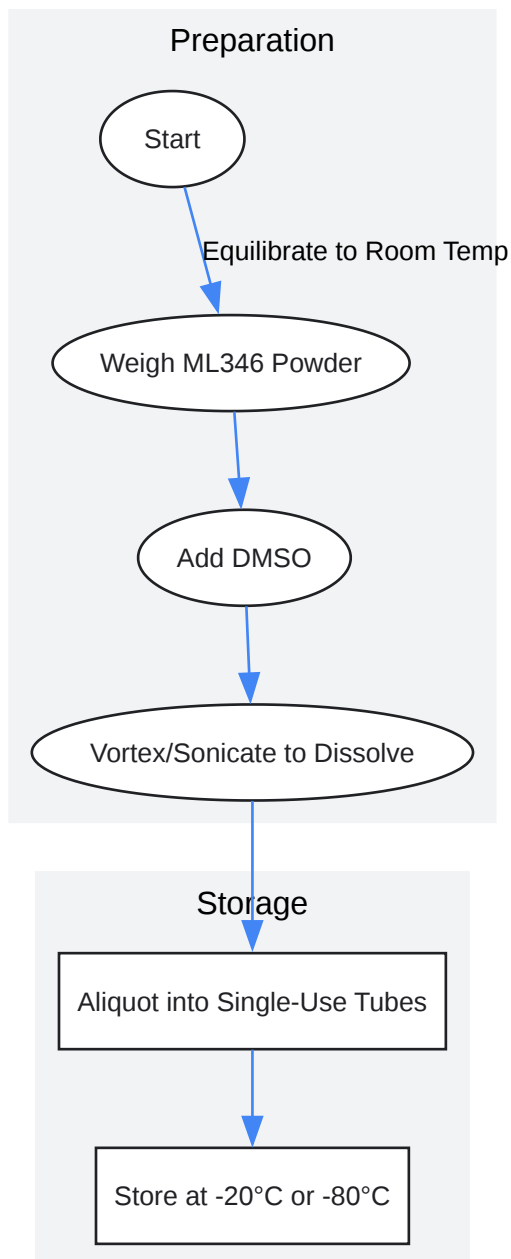 Preparation
Start
Equilibrate to Room Temp
Weigh ML346 Powder
Add DMSO
Vortex/Sonicate to Dissolve
Storage
Aliquot into Single-Use Tubes
Store at -20°C or -80°C